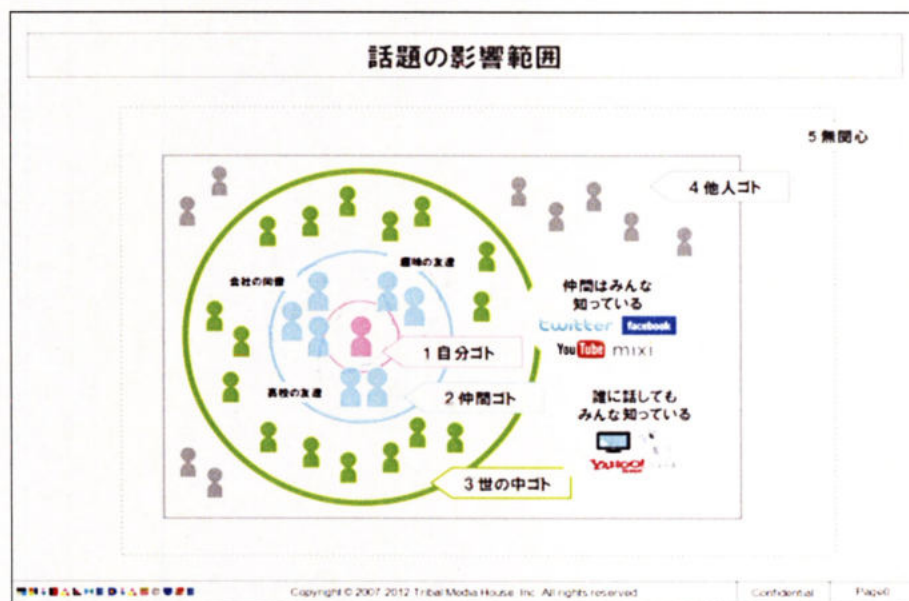 話題の影響範囲
5 無関心
4 他人ゴト
会社の同僚
趣味の友達
仲間はみんな
知っている
twitter facebook
YouTube mixi
1 自分ゴト
高校の友達
2 仲間ゴト
誰に話しても
みんな知っている
YAHOO!
3 世の中ゴト
TRIBALMEDIAHOUSE
Copyright © 2007-2012 Tribal Media House, Inc. All rights reserved
Confidential
Page6